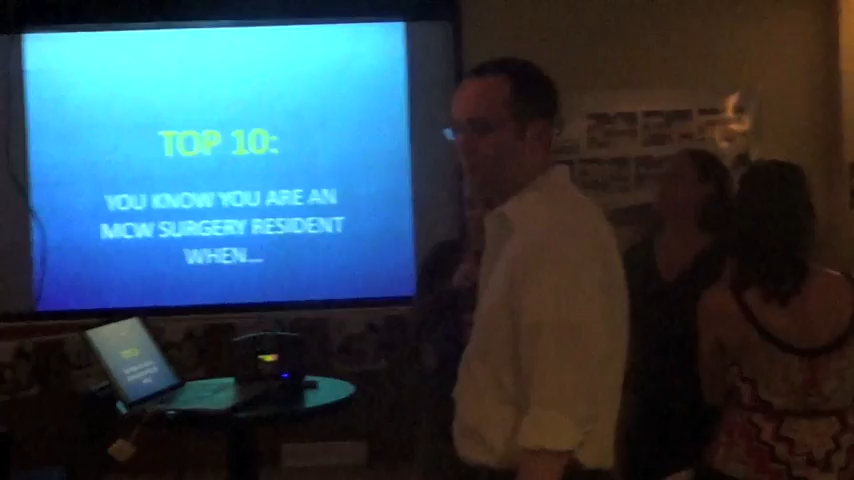 TOP 10:
YOU KNOW YOU ARE AN
MCW SURGERY RESIDENT
WHEN...